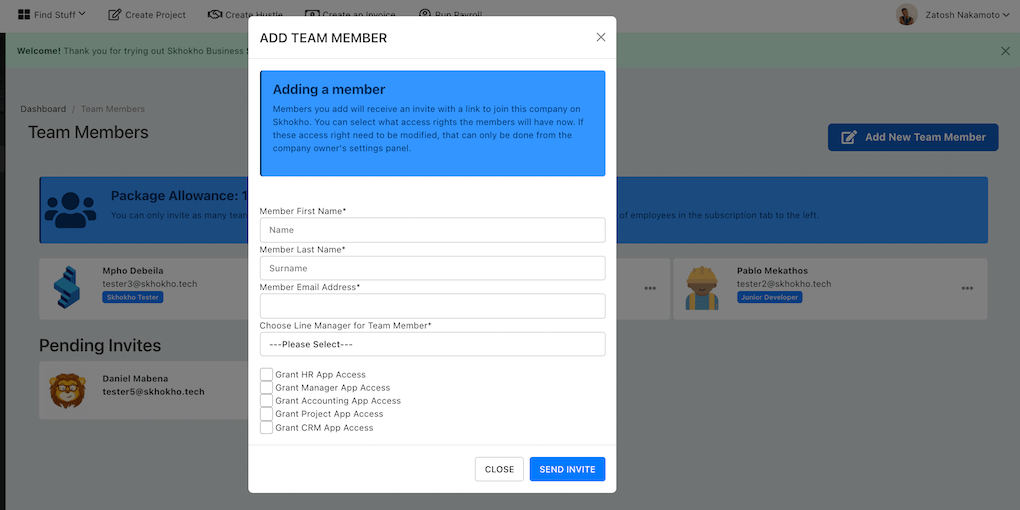 Find Stuff
Create Project
Create Hustle
Create an Invoice
Run Payroll
Zatosh Nakamoto
Welcome! Thank you for trying out Skhokho Business
ADD TEAM MEMBER
Adding a member
Members you add will receive an invite with a link to join this company on
Skhokho. You can select what access rights the members will have now. If
these access right need to be modified, that can only be done from the
company owner's settings panel.
Dashboard / Team Members
Team Members
Add New Team Member
Package Allowance: 1
You can only invite as many
of employees in the subscription tab to the left.
Member First Name*
Name
Member Last Name*
Surname
Member Email Address*
Choose Line Manager for Team Member*
---Please Select---
Grant HR App Access
Grant Manager App Access
Grant Accounting App Access
Grant Project App Access
Grant CRM App Access
CLOSE
SEND INVITE
Mpho Debeila
tester3@skhokho.tech
Skhokho Tester
Pablo Mekathos
tester2@skhokho.tech
Junior Developer
Pending Invites
Daniel Mabena
tester5@skhokho.tech